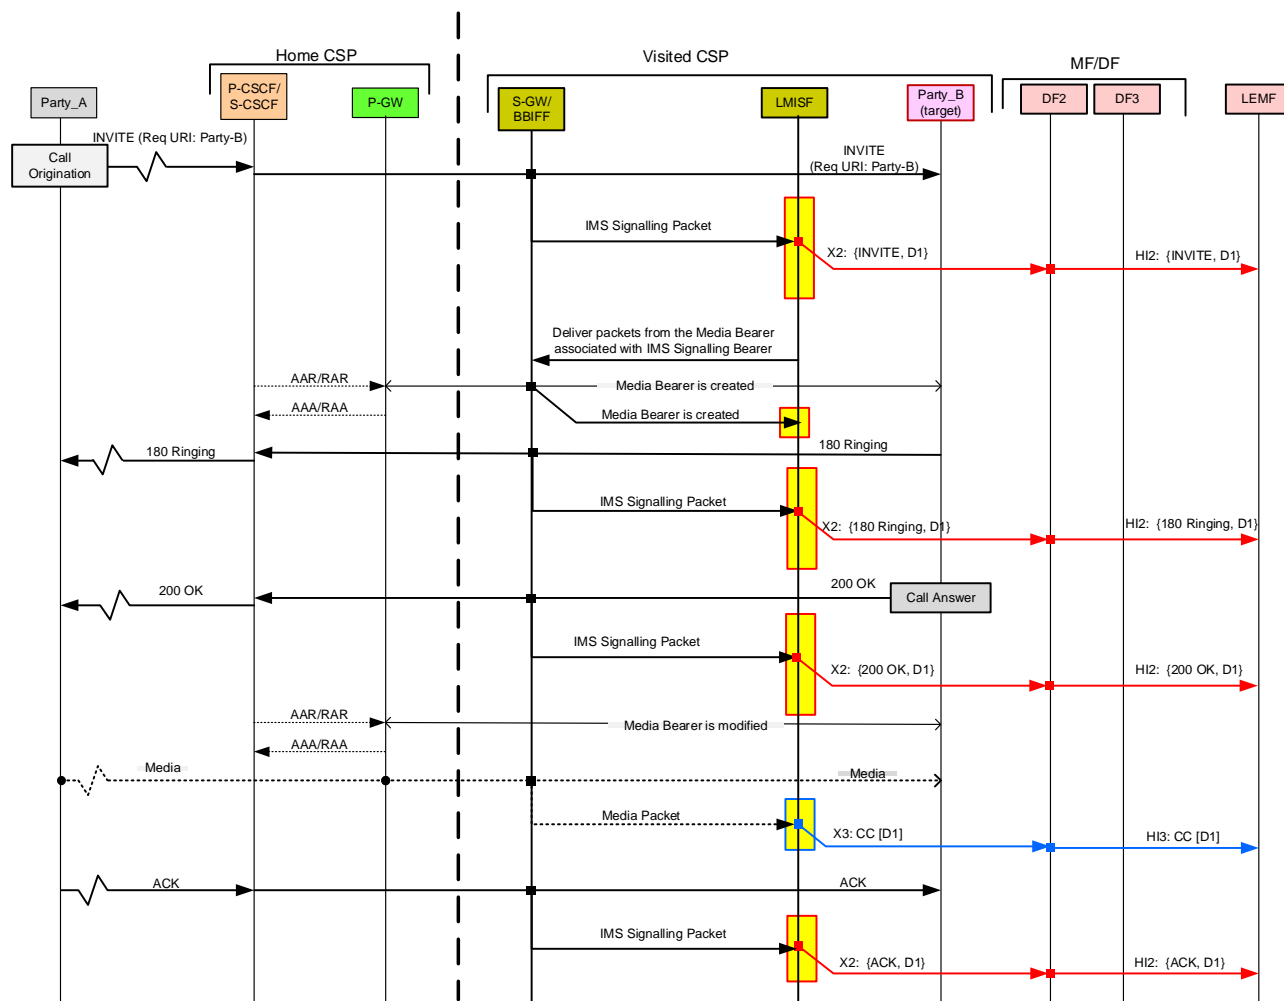 Home CSP
Visited CSP
MF/DF
Party_A
P-CSCF/
S-CSCF
P-GW
S-GW/
BBIFF
LMISF
Party_B
(target)
DF2
DF3
LEMF
INVITE (Req URI: Party-B)
Call
Origination
INVITE
(Req URI: Party-B)
IMS Signalling Packet
X2: {INVITE, D1}
HI2: {INVITE, D1}
Deliver packets from the Media Bearer
associated with IMS Signalling Bearer
AAR/RAR
Media Bearer is created
AAA/RAA
Media Bearer is created
180 Ringing
180 Ringing
IMS Signalling Packet
X2: {180 Ringing, D1}
HI2: {180 Ringing, D1}
200 OK
200 OK
Call Answer
IMS Signalling Packet
X2: {200 OK, D1}
HI2: {200 OK, D1}
AAR/RAR
Media Bearer is modified
AAA/RAA
Media
Media
Media Packet
X3: CC [D1]
HI3: CC [D1]
ACK
ACK
IMS Signalling Packet
X2: {ACK, D1}
HI2: {ACK, D1}